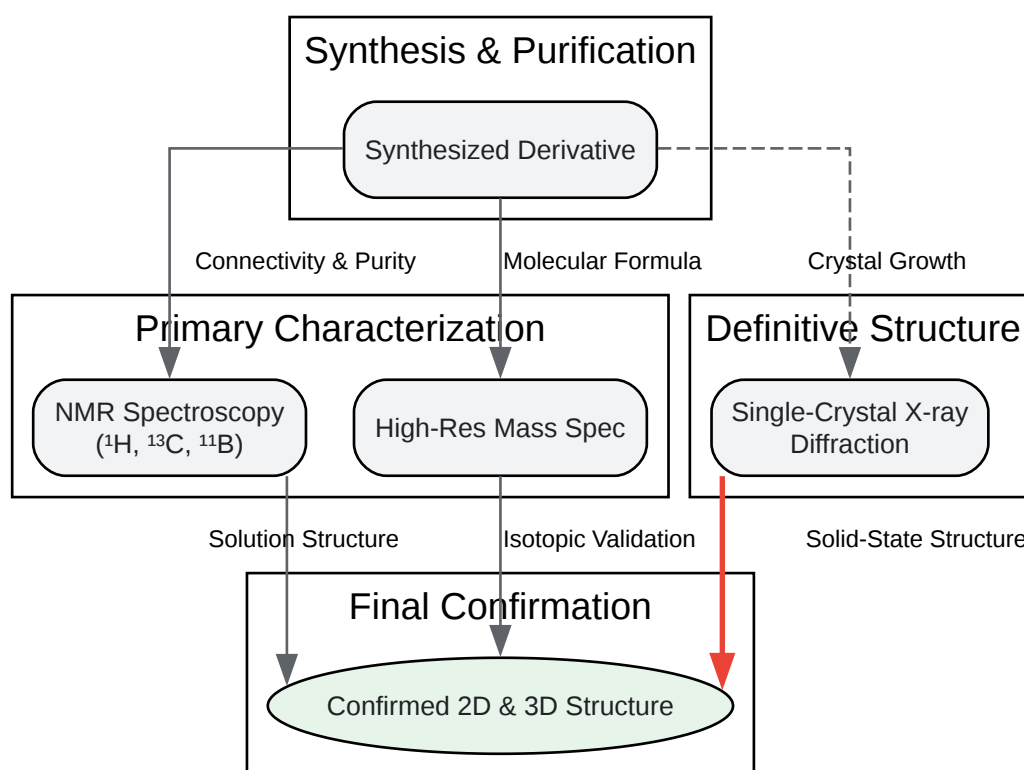 Synthesis & Purification
Synthesized Derivative
Connectivity & Purity
Molecular Formula
Crystal Growth
Primary Characterization
Definitive Structure
NMR Spectroscopy
(¹H, ¹³C, ¹¹B)
High-Res Mass Spec
Single-Crystal X-ray
Diffraction
Solution Structure
Isotopic Validation
Solid-State Structure
Final Confirmation
Confirmed 2D & 3D Structure